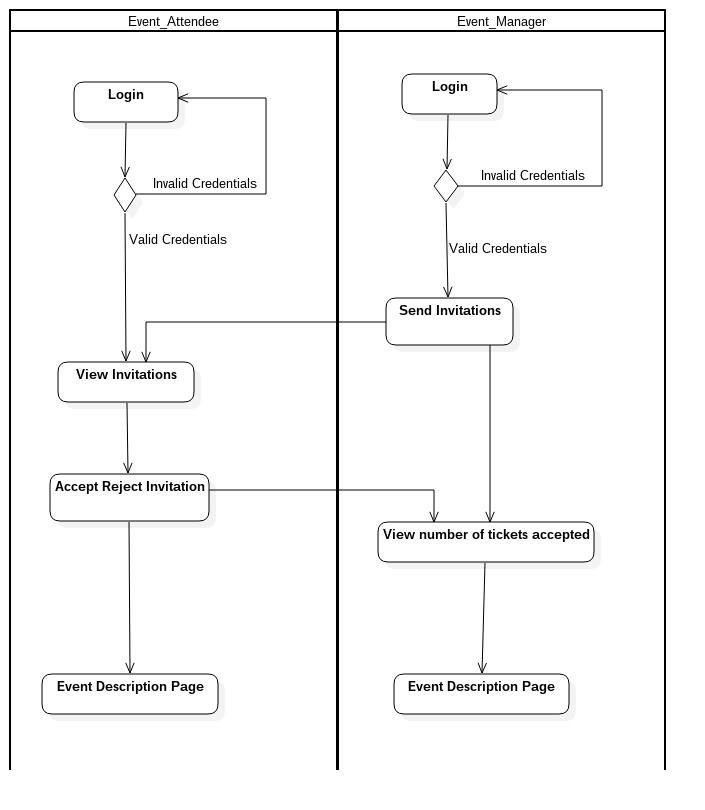 Event_Attendee
Event_Manager
Login
Login
Invalid Credentials
Invalid Credentials
Valid Credentials
Valid Credentials
Send Invitations
View Invitations
Accept Reject Invitation
View number of tickets accepted
Event Description Page
Event Description Page